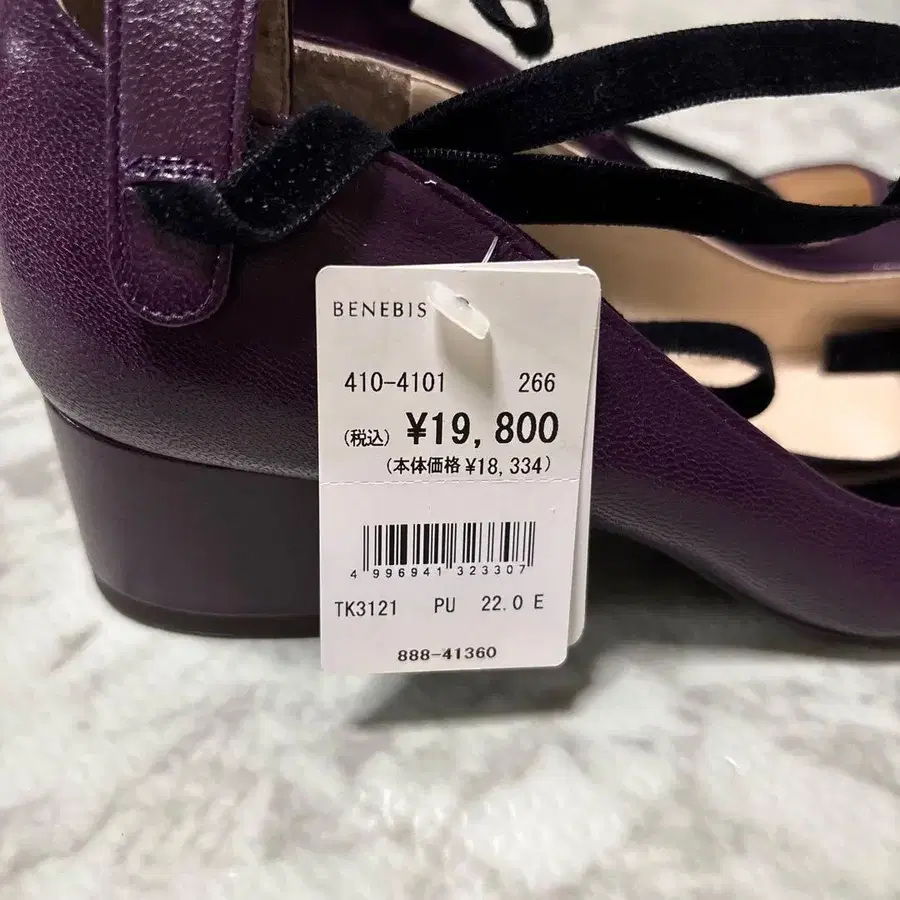 BENEBIS
410-4101 266
(税込) ¥19,800
(本体価格 ¥18,334)
4 996941 323307
TK3121 PU 22.0 E
888-41360